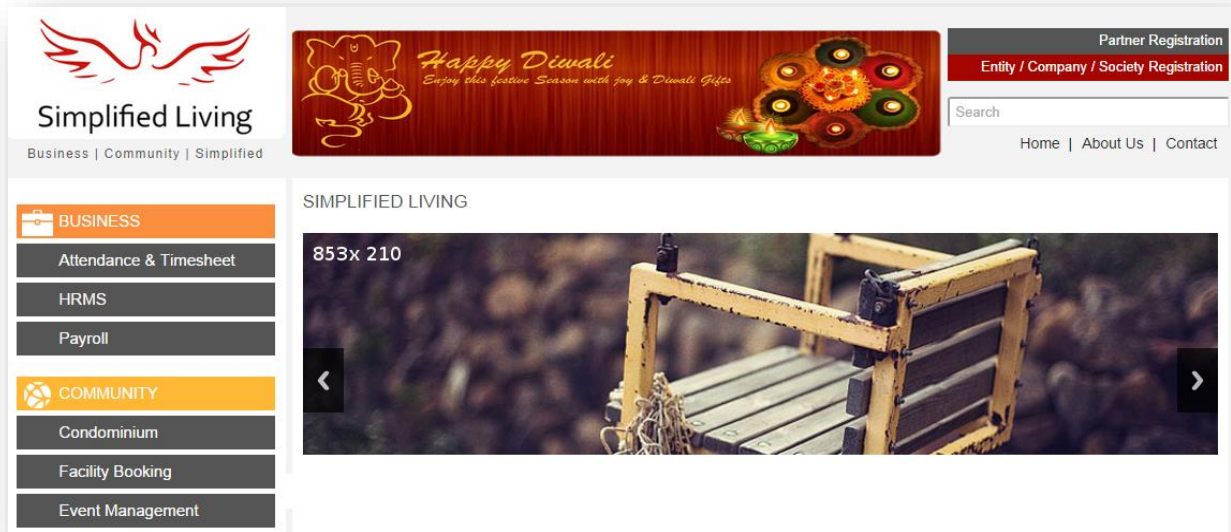 Simplified Living
Business | Community | Simplified
Happy Diwali
Enjoy this festive Season with joy & Diwali Gifts
Partner Registration
Entity / Company / Society Registration
Search
Home | About Us | Contact
BUSINESS
Attendance & Timesheet
HRMS
Payroll
COMMUNITY
Condominium
Facility Booking
Event Management
SIMPLIFIED LIVING
853x 210